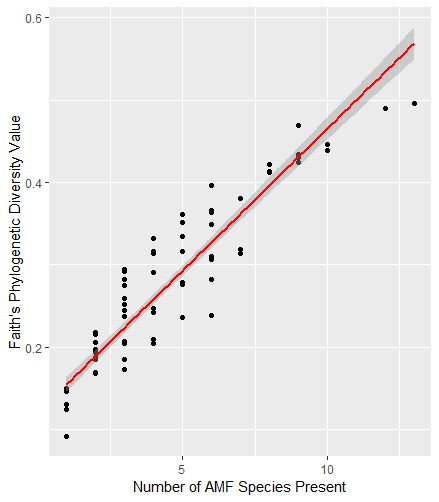 0.6
0.4
0.2
Faith's Phylogenetic Diversity Value
5
10
Number of AMF Species Present